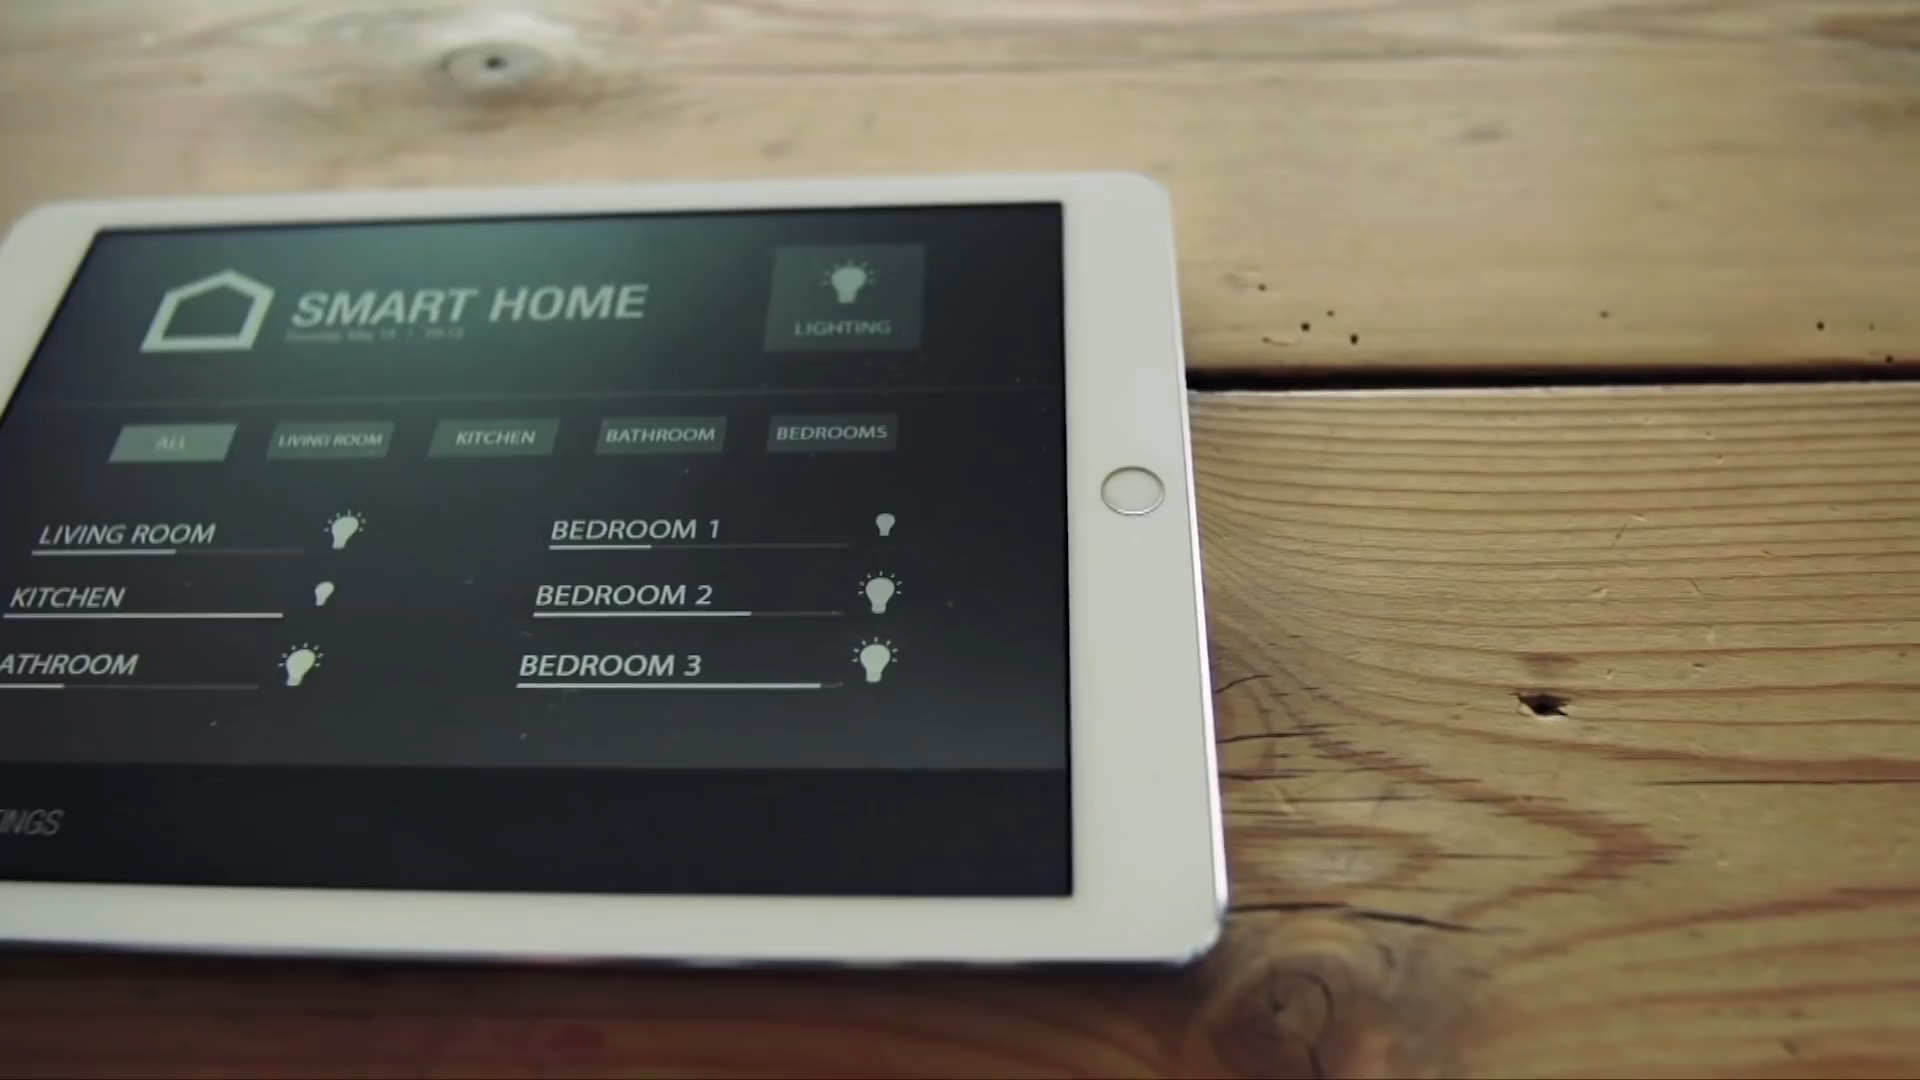 SMART HOME
LIGHTING
ALL
LIVING ROOM
KITCHEN
BATHROOM
BEDROOMS
LIVING ROOM
KITCHEN
ATHROOM
BEDROOM 1
BEDROOM 2
BEDROOM 3
INGS